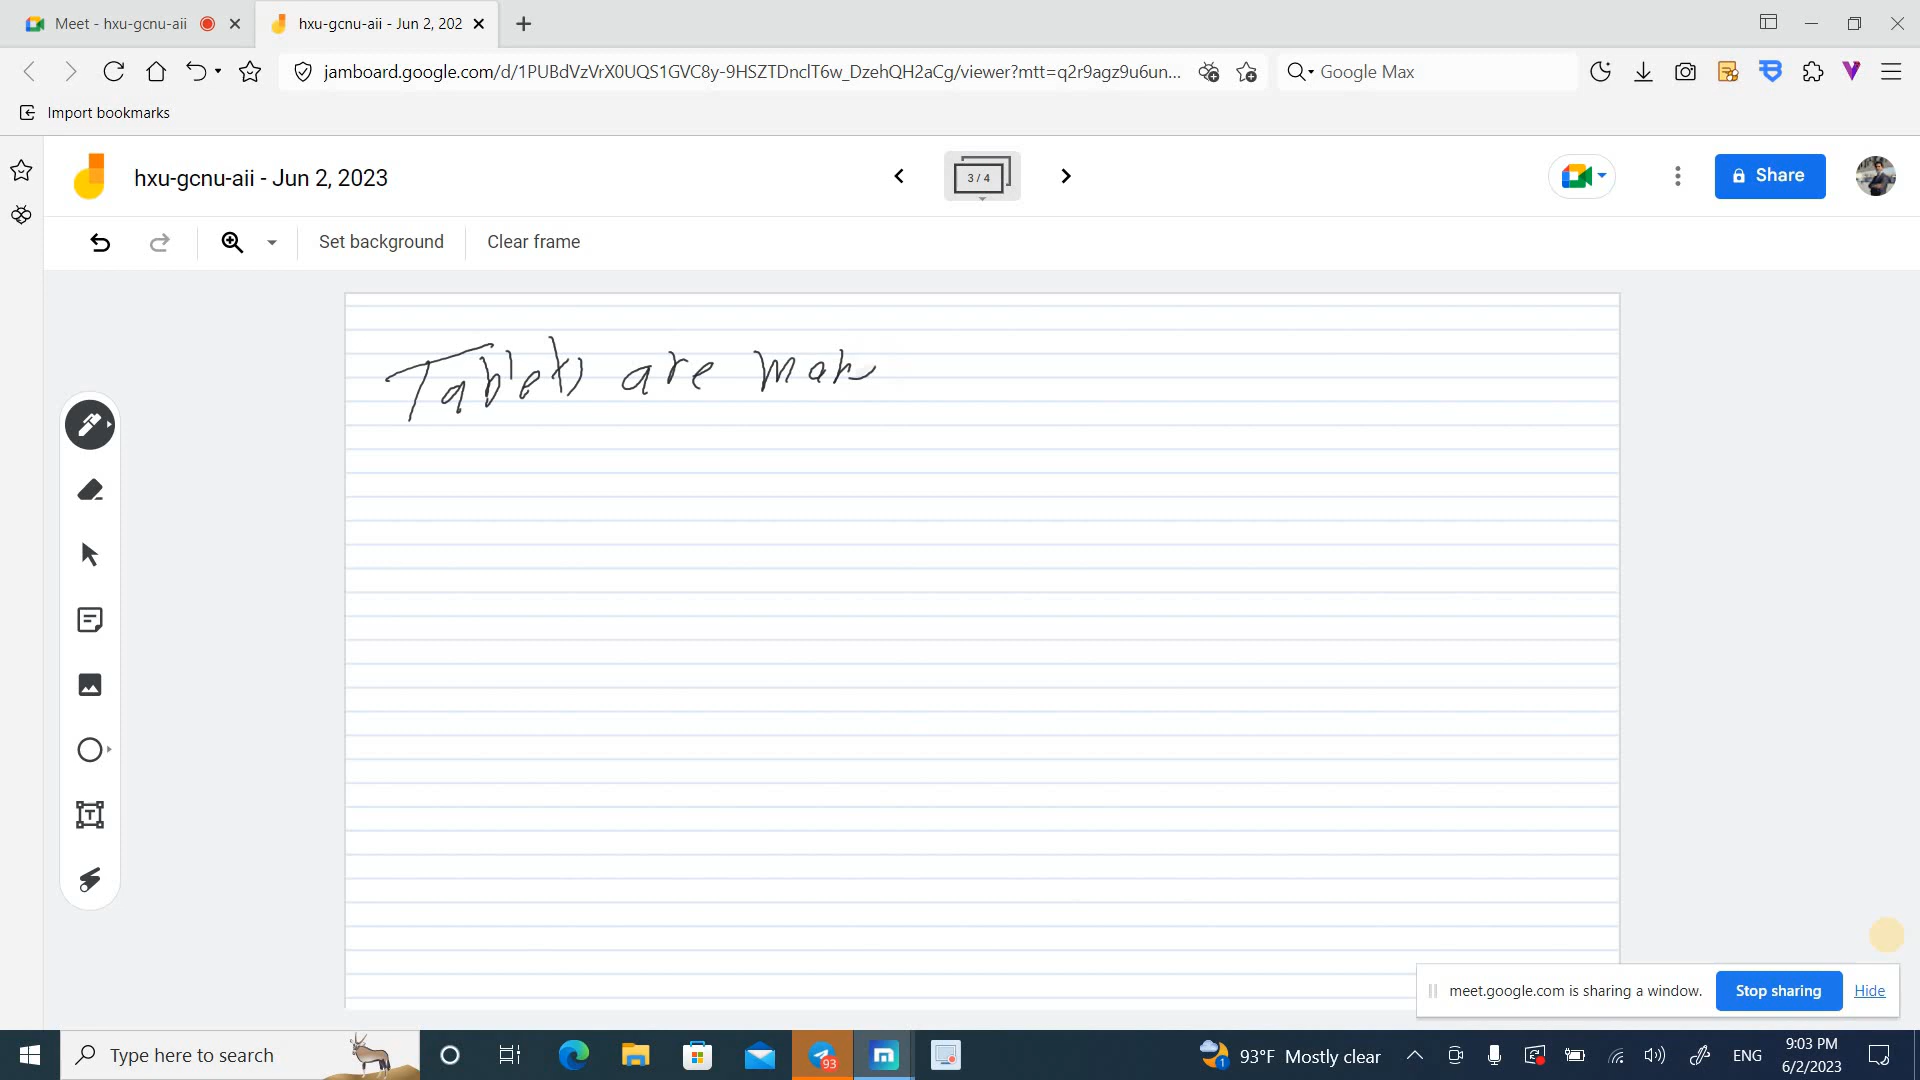 Meet - hxu-gcnu-aii
hxu-gcnu-aii - Jun 2, 202
jamboard.google.com/d/1PUBdVzVrX0UQS1GVC8y-9HSZTDnclT6w_DzehQH2aCg/viewer?mtt=q2r9agz9u6un...
Google Max
Import bookmarks
hxu-gcnu-aii - Jun 2, 2023
3 / 4
Share
Set background
Clear frame
Tablets are man
meet.google.com is sharing a window.
Stop sharing
Hide
Type here to search
93
1
93°F Mostly clear
ENG
9:03 PM
6/2/2023